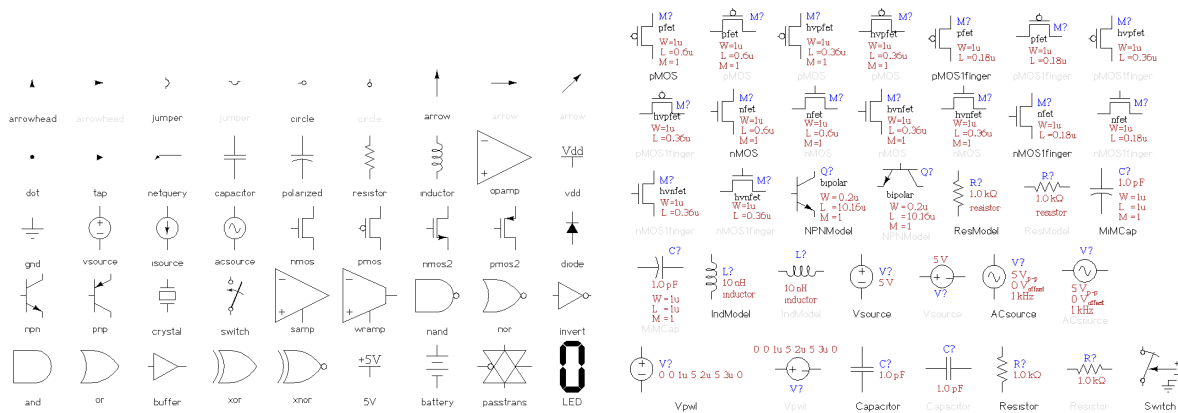 arrowhead arrowhead jumper jumper circle circle arrow arrow arrow
Vdd
dot tap netquery capacitor polarized resistor inductor opamp vdd
gnd vsource isource acsource nmos pmos nmos2 pmos2 diode
npn pnp crystal switch samp wramp nand nor invert
+5V
and or buffer xor xnor 5V battery passtrans LED
M? M? M? M? M? M? M?
pfet pfet hvpfet hvpfet pfet pfet hvpfet
W=1u W=1u W=1u W=1u W=1u W=1u W=1u
L=0.6u L=0.6u L=0.36u L=0.36u L=0.18u L=0.18u L=0.36u
M=1 M=1 M=1 M=1
pMOS pMOS pMOS pMOS pMOS1finger pMOS1finger pMOS1finger
M? M? M? M? M? M? M?
hvpfet nfet nfet hvnfet hvnfet nfet nfet
W=1u W=1u W=1u W=1u W=1u W=1u W=1u
L=0.36u L=0.6u L=0.6u L=0.36u L=0.36u L=0.18u L=0.18u
M=1 M=1 M=1 M=1
pMOS1finger nMOS nMOS nMOS nMOS nMOS1finger nMOS1finger
M? M? Q? Q? R? R? C?
hvnfet hvnfet bipolar bipolar 1.0 kΩ 1.0 kΩ 1.0 pF
W=1u W=1u W=0.2u W=0.2u resistor resistor W=1u
L=0.36u L=0.36u L=10.16u L=10.16u L=1u
M=1 M=1 M=1
nMOS1finger nMOS1finger NPNModel NPNModel ResModel ResModel MiMCap
C? L? L? V? 5 V V? V?
1.0 pF 10 nH 10 nH 5 V V? 5 Vp-p 5 Vp-p
W=1u inductor inductor 0 Voffset 0 Voffset
L=1u 1 kHz 1 kHz
M=1
MiMCap IndModel IndModel Vsource Vsource ACsource ACsource
V? 0 0 1u 5 2u 5 3u 0 C? C? R? R?
0 0 1u 5 2u 5 3u 0 V? 1.0 pF 1.0 pF 1.0 kΩ 1.0 kΩ
Vpwl Vpwl Capacitor Capacitor Resistor Resistor Switch